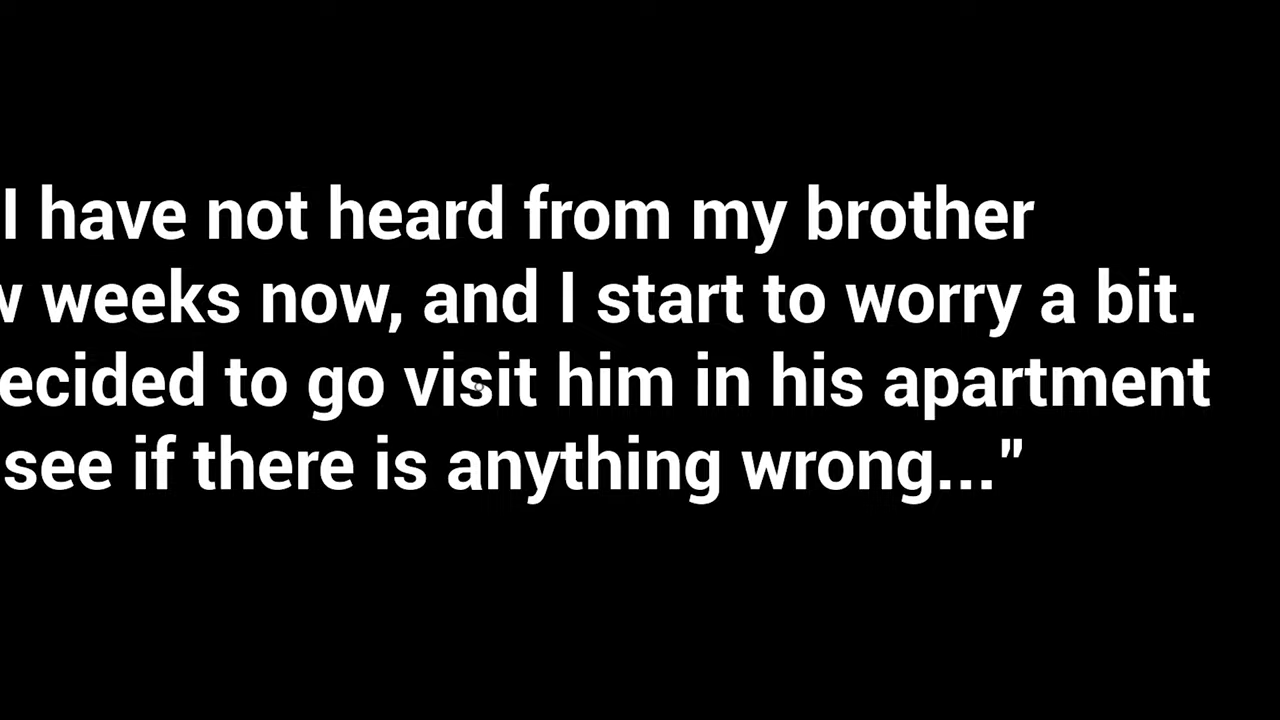 I have not heard from my brother
weeks now, and I start to worry a bit.
ecided to go visit him in his apartment
see if there is anything wrong..."